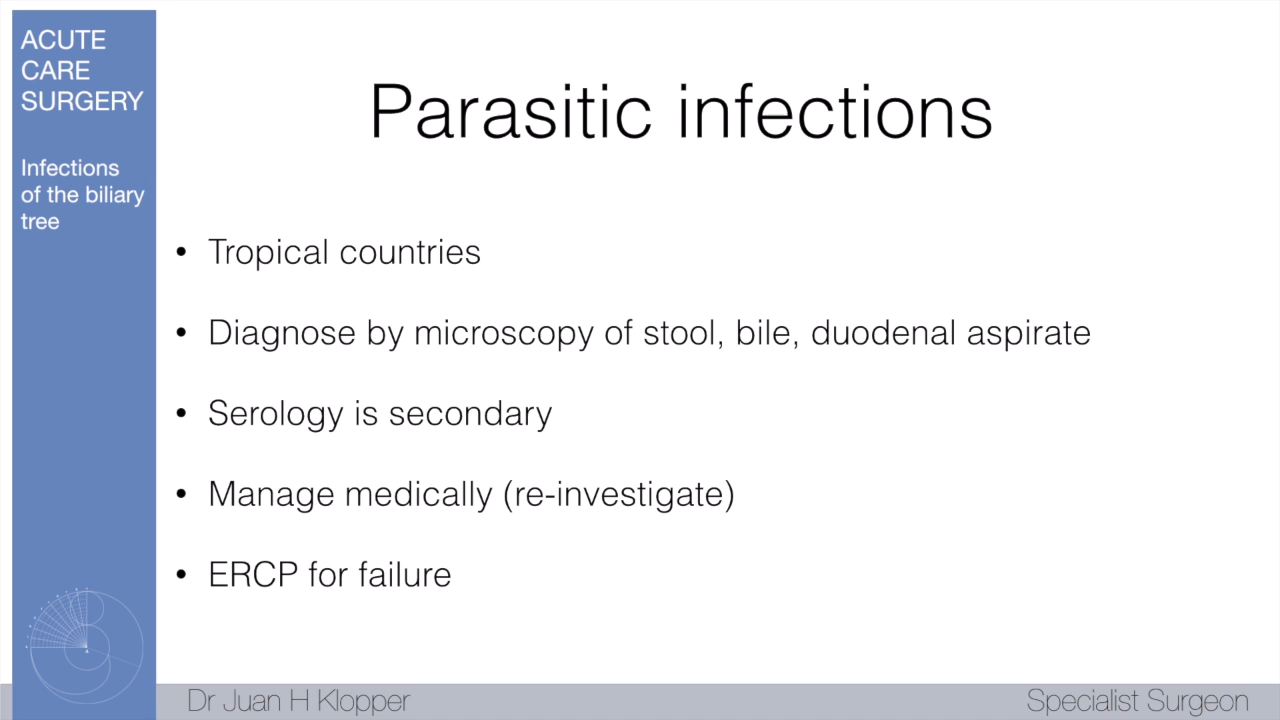 ACUTE
CARE
SURGERY
Infections
of the biliary
tree
Parasitic infections
• Tropical countries
• Diagnose by microscopy of stool, bile, duodenal aspirate
• Serology is secondary
• Manage medically (re-investigate)
• ERCP for failure
Dr Juan H Klopper
Specialist Surgeon